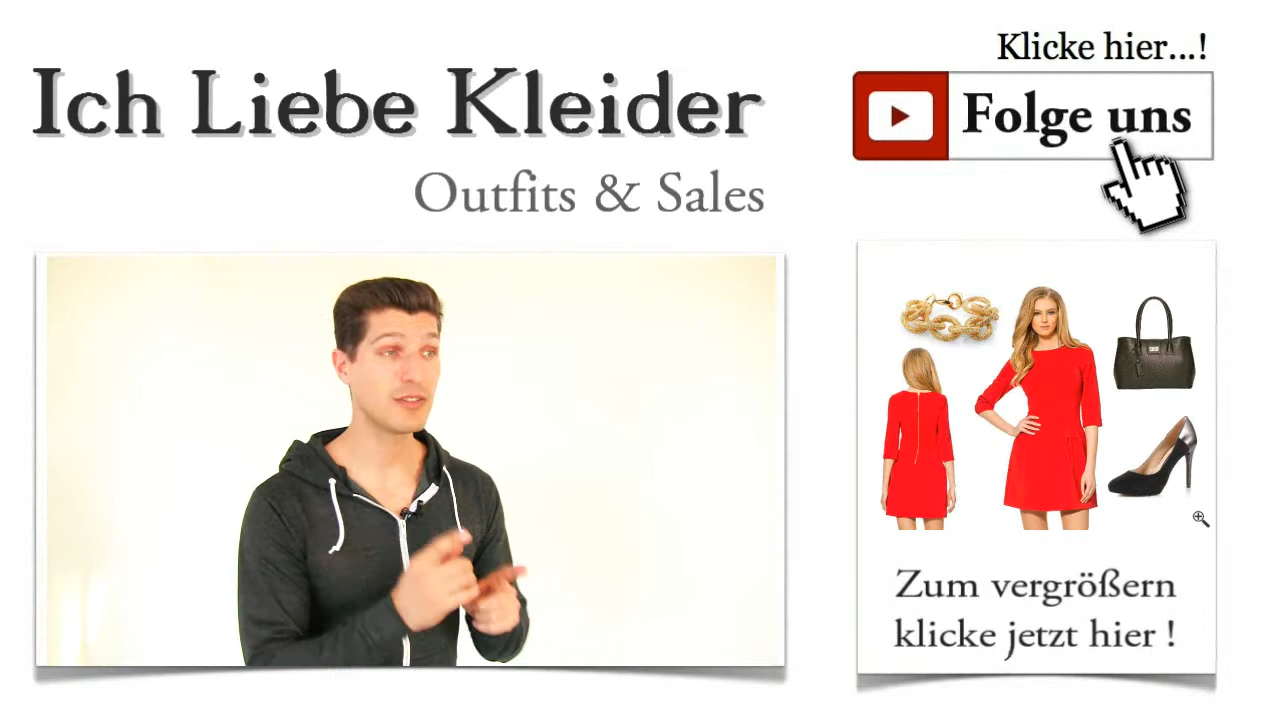 Ich Liebe Kleider
Outfits & Sales
Klicke hier...!
Folge uns
Zum vergrößern
klicke jetzt hier !